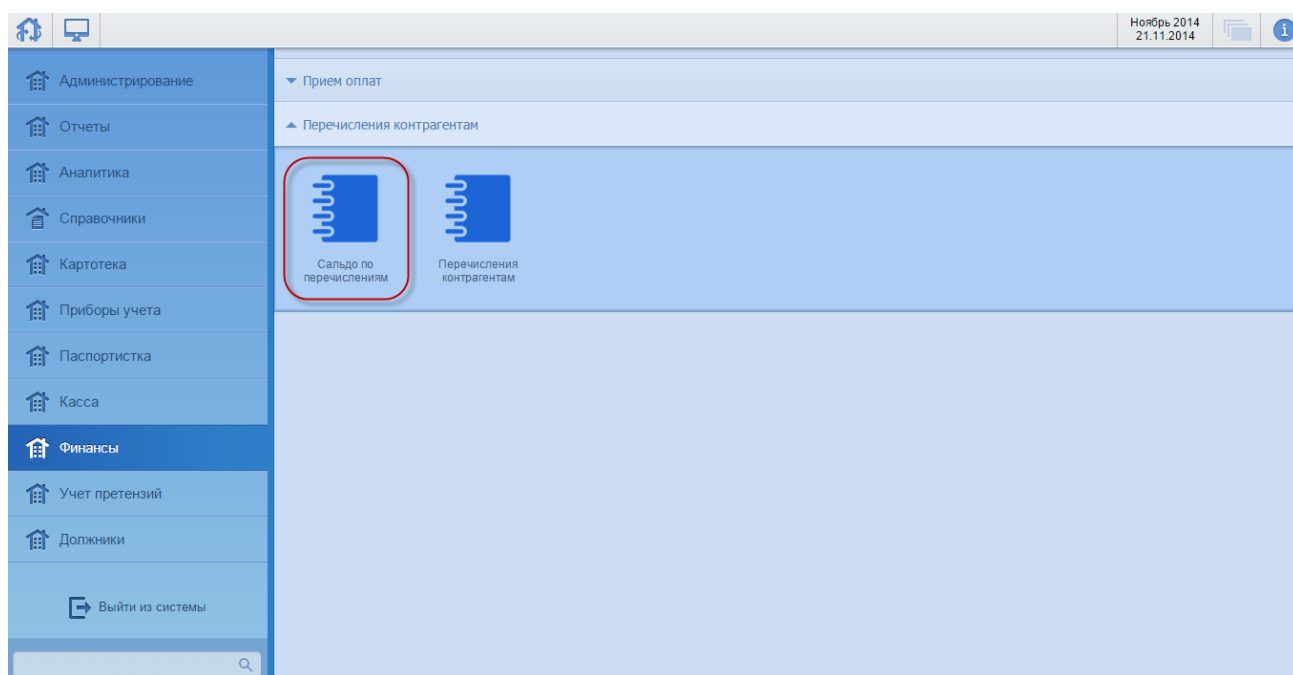 Ноябрь 2014
21.11.2014
Администрирование
Отчеты
Аналитика
Справочники
Картотека
Приборы учета
Паспортистка
Касса
Финансы
Учет претензий
Должники
Выйти из системы
Прием оплат
Перечисления контрагентам
Сальдо по
перечислениям
Перечисления
контрагентам